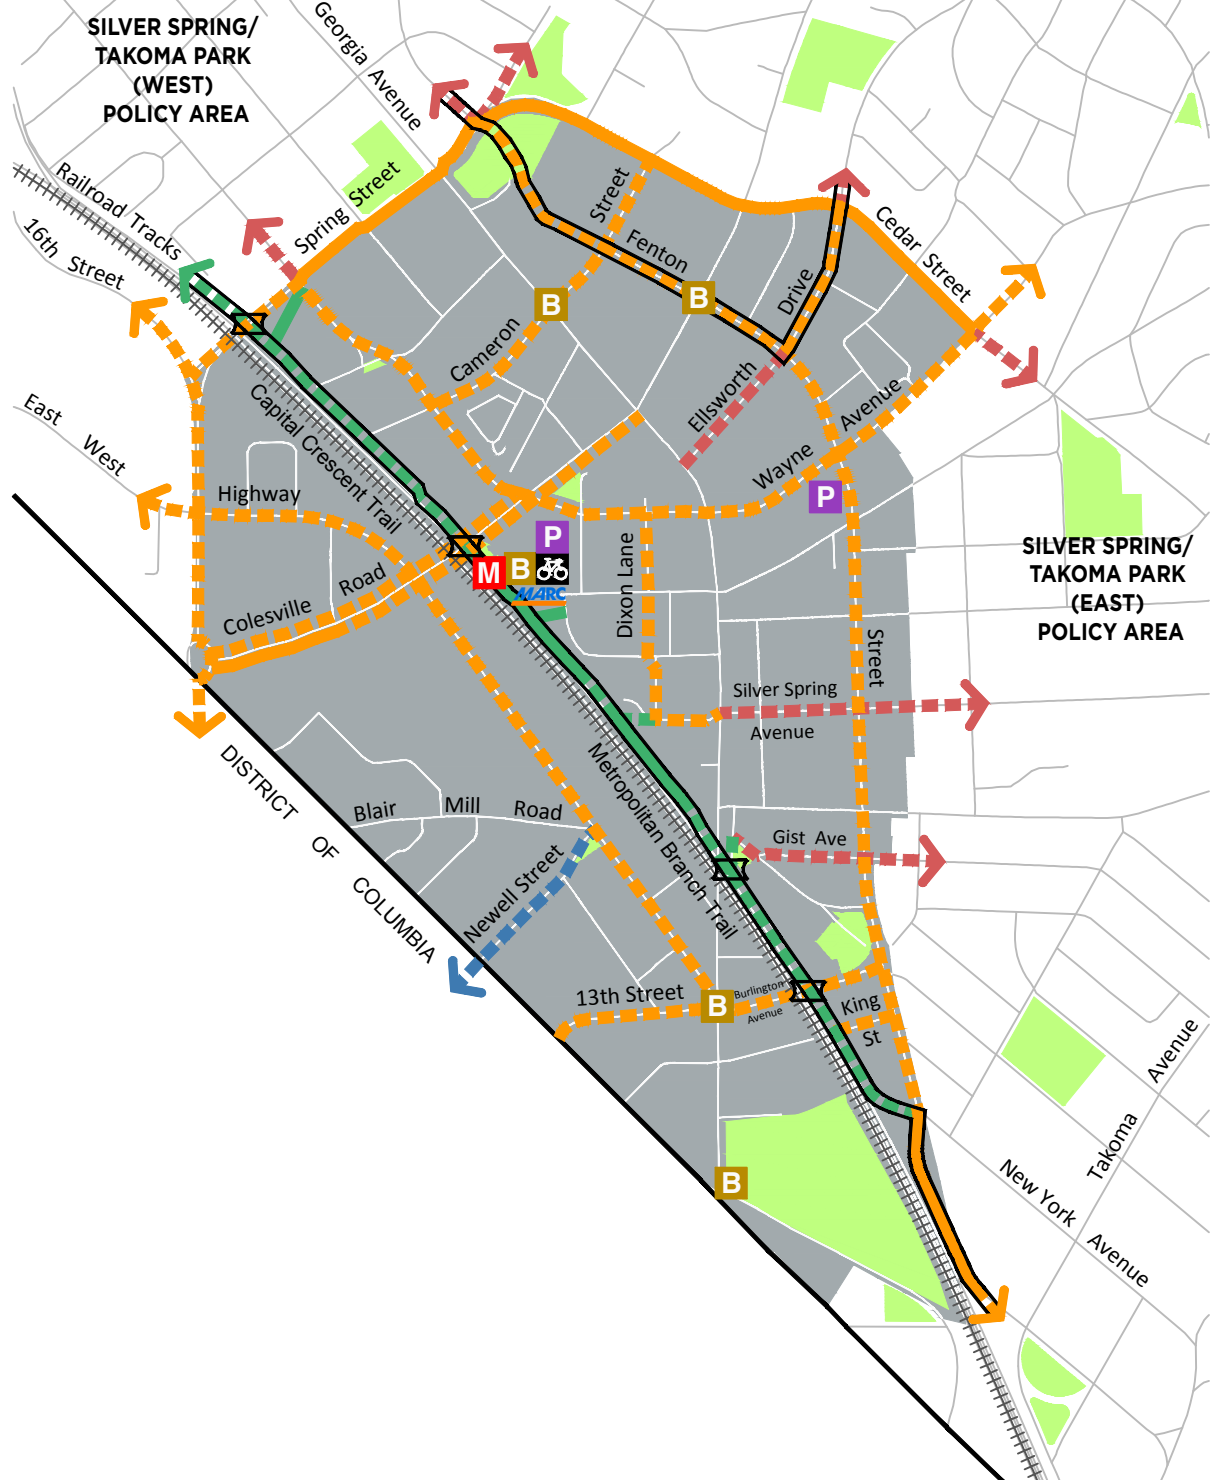 SILVER SPRING/
TAKOMA PARK
(WEST)
POLICY AREA
Georgia Avenue
Railroad Tracks
16th Street
Spring Street
Street
Fenton
Cedar Street
Drive
B
B
Cameron
Ellsworth
Avenue
Wayne
East West
Highway
Capital Crescent Trail
P
P
M
B
MARC
Dixon Lane
SILVER SPRING/
TAKOMA PARK
(EAST)
POLICY AREA
Colesville Road
Street
Silver Spring
Avenue
DISTRICT OF COLUMBIA
Metropolitan Branch Trail
Blair Mill Road
Gist Ave
Newell Street
13th Street
B
Burlington
Avenue
King
St
Takoma Avenue
New York Avenue
B